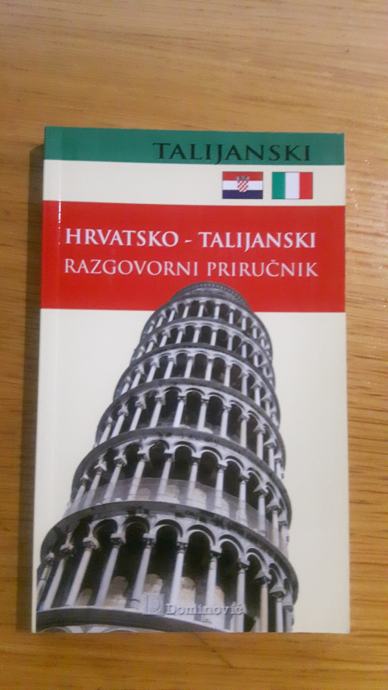 TALIJANSKI
HRVATSKO - TALIJANSKI
RAZGOVORNI PRIRUČNIK
Dominović